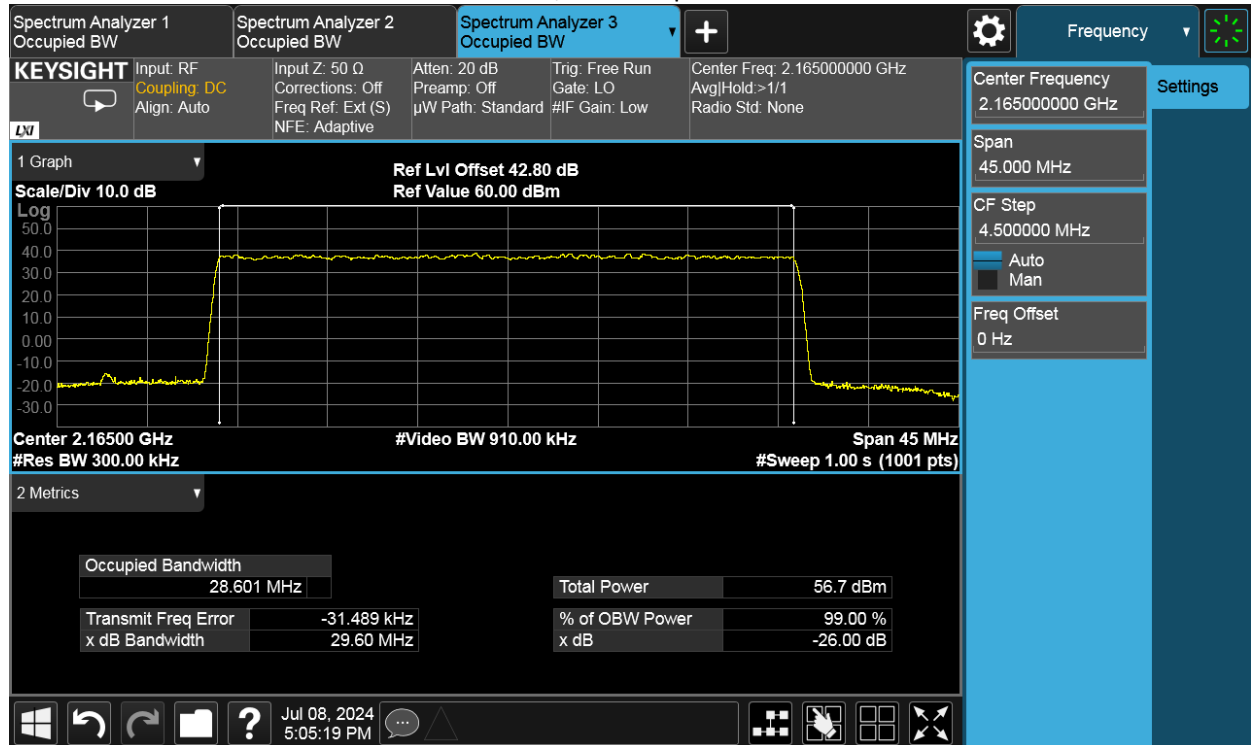 Spectrum Analyzer 1
Occupied BW
Spectrum Analyzer 2
Occupied BW
Spectrum Analyzer 3
Occupied BW
Frequency
KEYSIGHT
LXI
Input: RF
Coupling: DC
Align: Auto
Input Z: 50 Ω
Corrections: Off
Freq Ref: Ext (S)
NFE: Adaptive
Atten: 20 dB
Preamp: Off
µW Path: Standard
Trig: Free Run
Gate: LO
#IF Gain: Low
Center Freq: 2.165000000 GHz
Avg|Hold:>1/1
Radio Std: None
Center Frequency
2.165000000 GHz
Settings
Span
45.000 MHz
CF Step
4.500000 MHz
Auto
Man
Freq Offset
0 Hz
1 Graph
Scale/Div 10.0 dB
Ref Lvl Offset 42.80 dB
Ref Value 60.00 dBm
Log
50.0
40.0
30.0
20.0
10.0
0.00
-10.0
-20.0
-30.0
Center 2.16500 GHz
#Video BW 910.00 kHz
Span 45 MHz
#Res BW 300.00 kHz
#Sweep 1.00 s (1001 pts)
2 Metrics
Occupied Bandwidth
28.601 MHz
Total Power 56.7 dBm
Transmit Freq Error -31.489 kHz
% of OBW Power 99.00 %
x dB Bandwidth 29.60 MHz
x dB -26.00 dB
?
Jul 08, 2024
5:05:19 PM